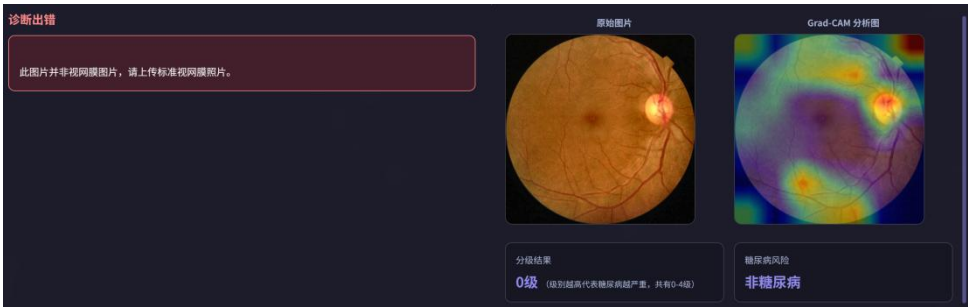 诊断出错
此图片并非视网膜图片，请上传标准视网膜照片。
原始图片
Grad-CAM 分析图
分级结果
0级 （级别越高代表糖尿病越严重，共有0-4级）
糖尿病风险
非糖尿病